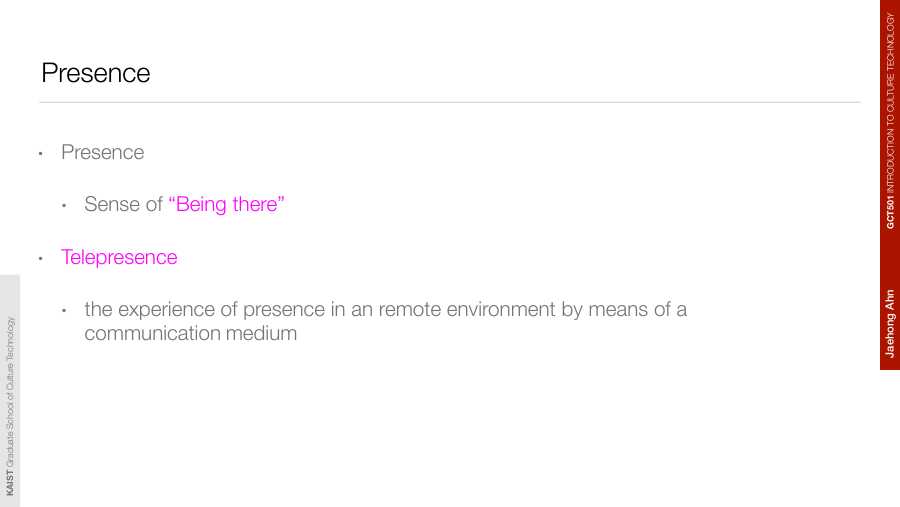 Presence
• Presence
• Sense of “Being there”
• Telepresence
• the experience of presence in an remote environment by means of a
communication medium
GCT501 INTRODUCTION TO CULTURE TECHNOLOGY
Jaehong Ahn
KAIST Graduate School of Culture Technology